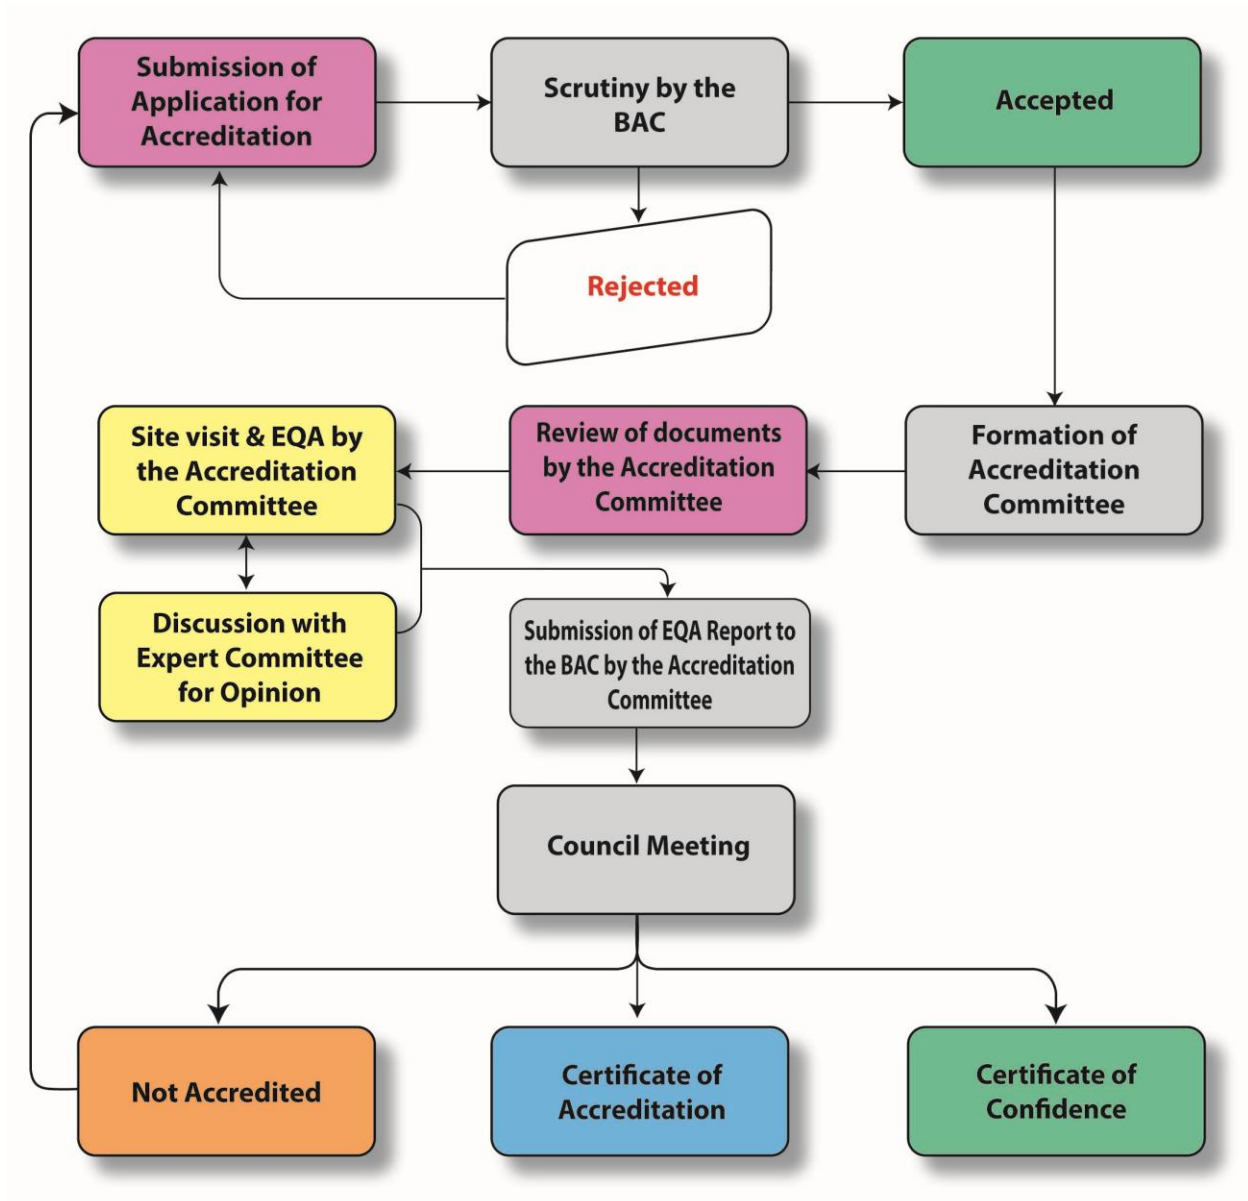 Submission of
Application for
Accreditation
Scrutiny by the
BAC
Accepted
Rejected
Site visit & EQA by
the Accreditation
Committee
Review of documents
by the Accreditation
Committee
Formation of
Accreditation
Committee
Discussion with
Expert Committee
for Opinion
Submission of EQA Report to
the BAC by the Accreditation
Committee
Council Meeting
Not Accredited
Certificate of
Accreditation
Certificate of
Confidence